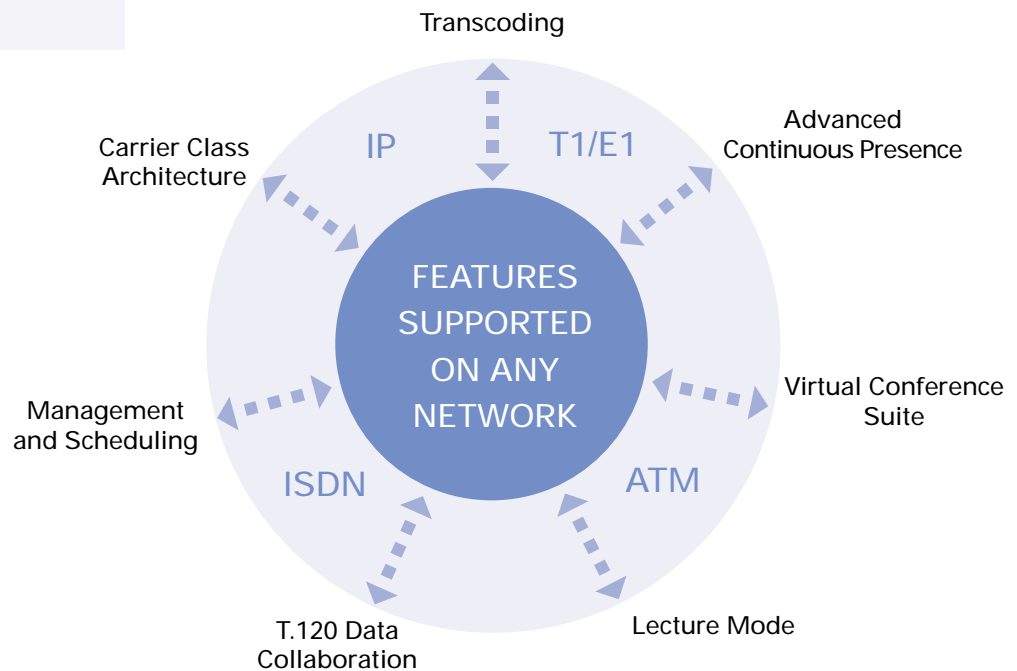 Transcoding
IP
T1/E1
Advanced
Continuous Presence
Carrier Class
Architecture
FEATURES
SUPPORTED
ON ANY
NETWORK
Virtual Conference
Suite
Management
and Scheduling
ISDN
ATM
T.120 Data
Collaboration
Lecture Mode